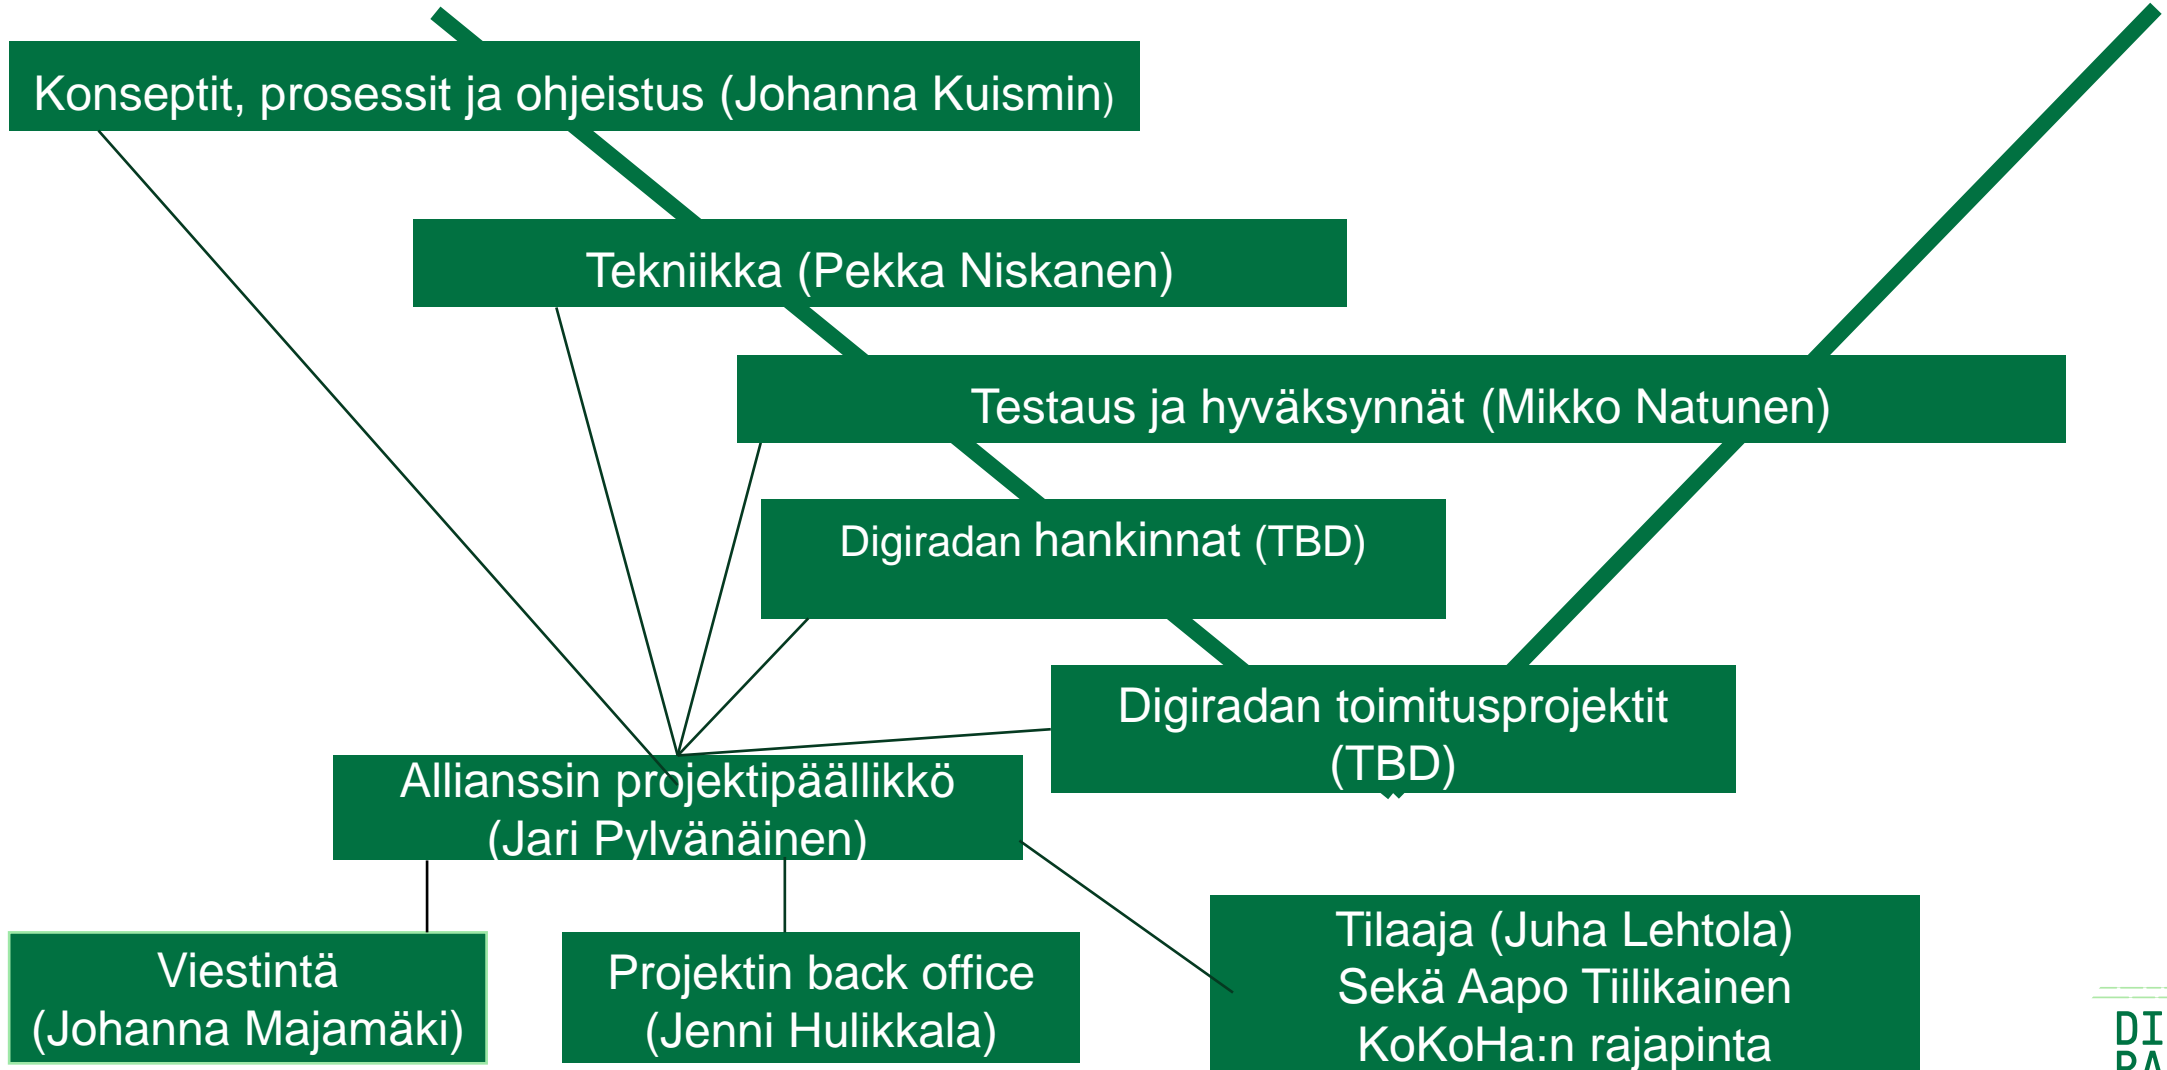 Konseptit, prosessit ja ohjeistus (Johanna Kuismin)
Tekniikka (Pekka Niskanen)
Testaus ja hyväksynnät (Mikko Natunen)
Digiradan hankinnat (TBD)
Digiradan toimitusprojektit
(TBD)
Allianssin projektipäällikkö
(Jari Pylvänäinen)
Viestintä
(Johanna Majamäki)
Projektin back office
(Jenni Hulikkala)
Tilaaja (Juha Lehtola)
Sekä Aapo Tiilikainen
KoKoHa:n rajapinta
DI